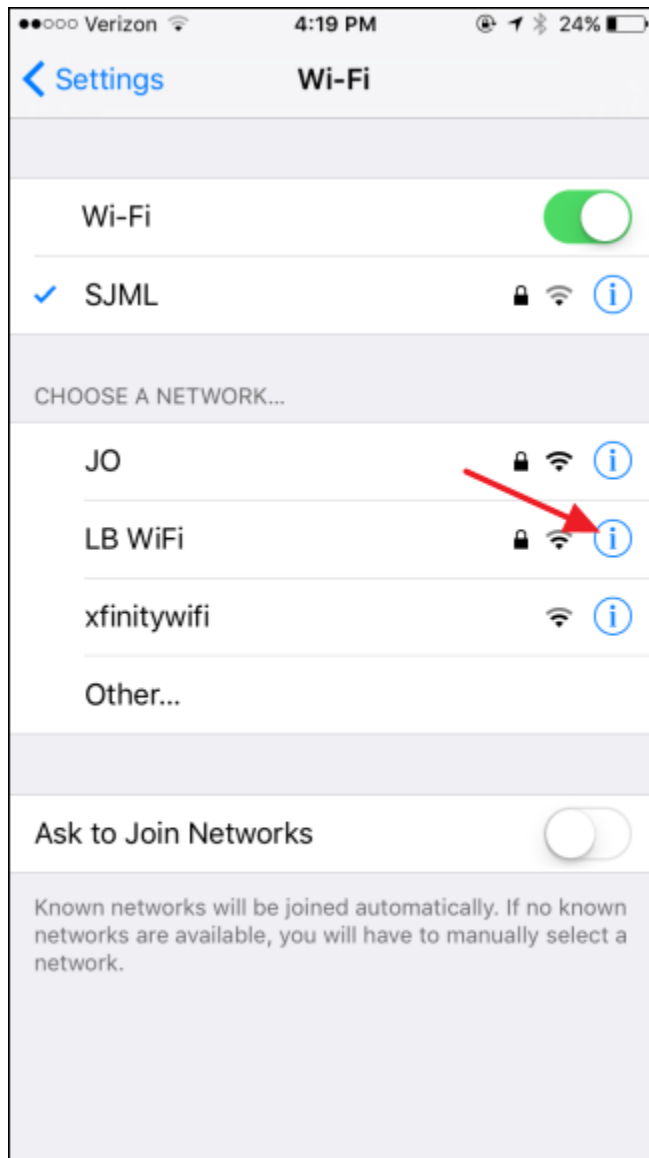 Verizon 4:19 PM 24%
Settings Wi-Fi
Wi-Fi
SJML
CHOOSE A NETWORK...
JO
LB WiFi
xfinitywifi
Other...
Ask to Join Networks
Known networks will be joined automatically. If no known
networks are available, you will have to manually select a
network.